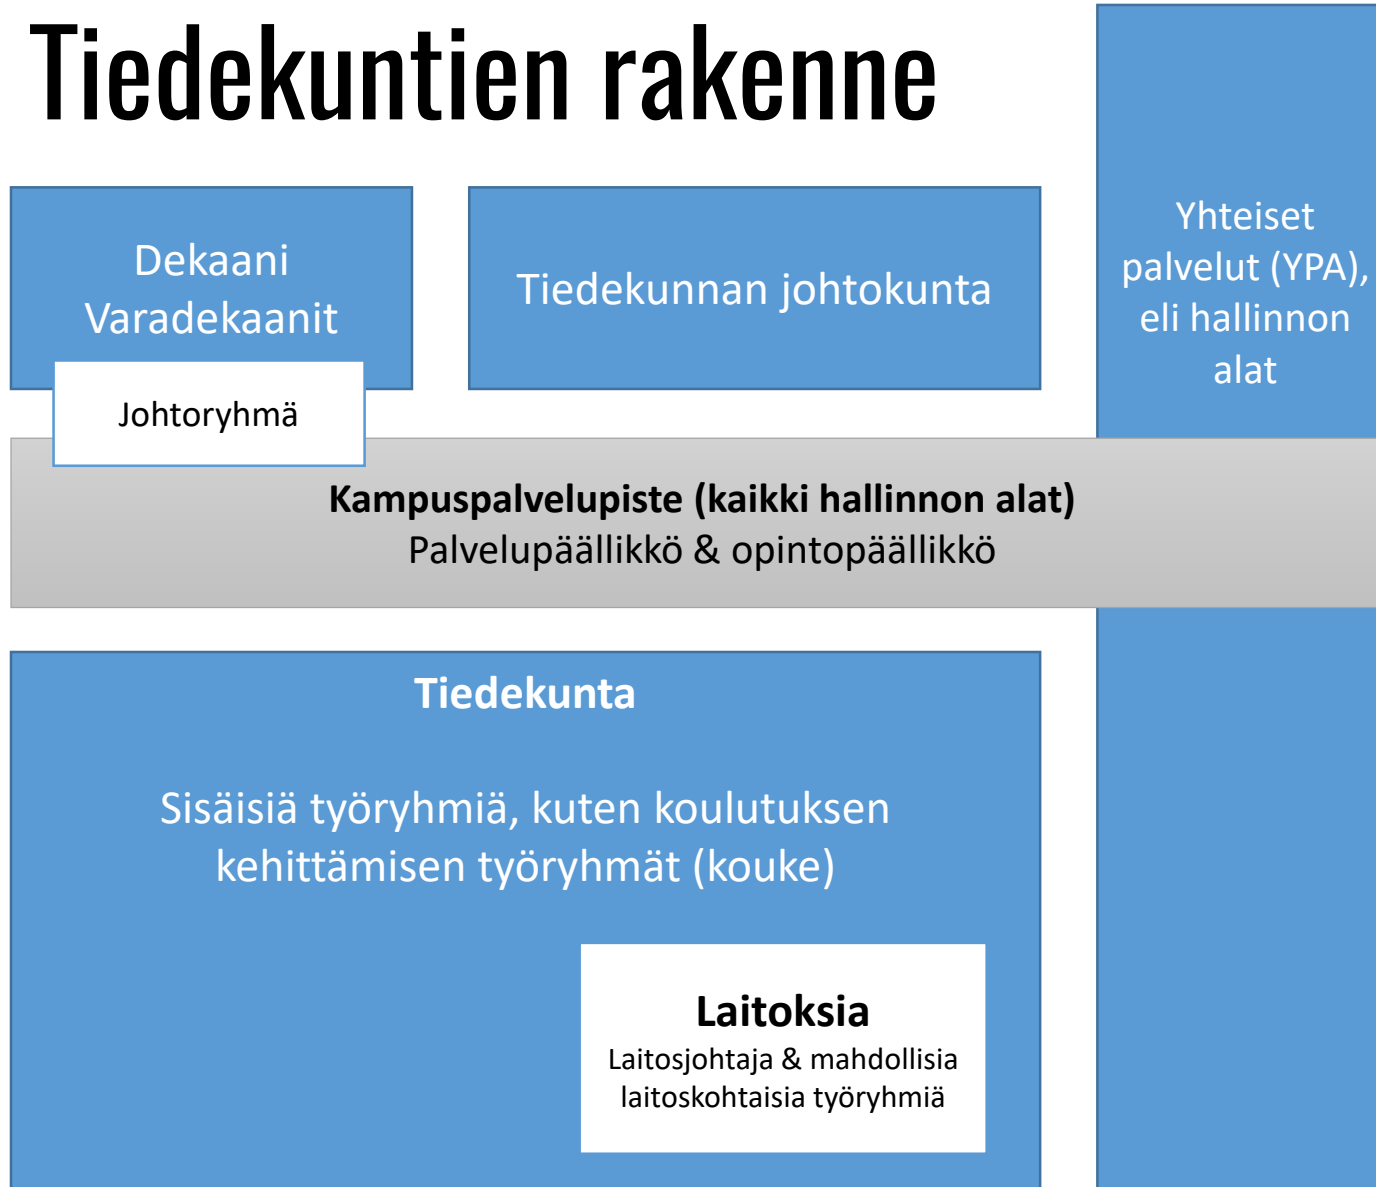 Tiedekuntien rakenne
Dekaani
Varadekaanit
Johtoryhmä
Tiedekunnan johtokunta
Yhteiset
palvelut (YPA),
eli hallinnon
alat
Kampuspalvelupiste (kaikki hallinnon alat)
Palvelupäällikkö & opintopäällikkö
Tiedekunta
Sisäisiä työryhmiä, kuten koulutuksen
kehittämisen työryhmät (kouke)
Laitoksia
Laitosjohtaja & mahdollisia
laitoskohtaisia työryhmiä